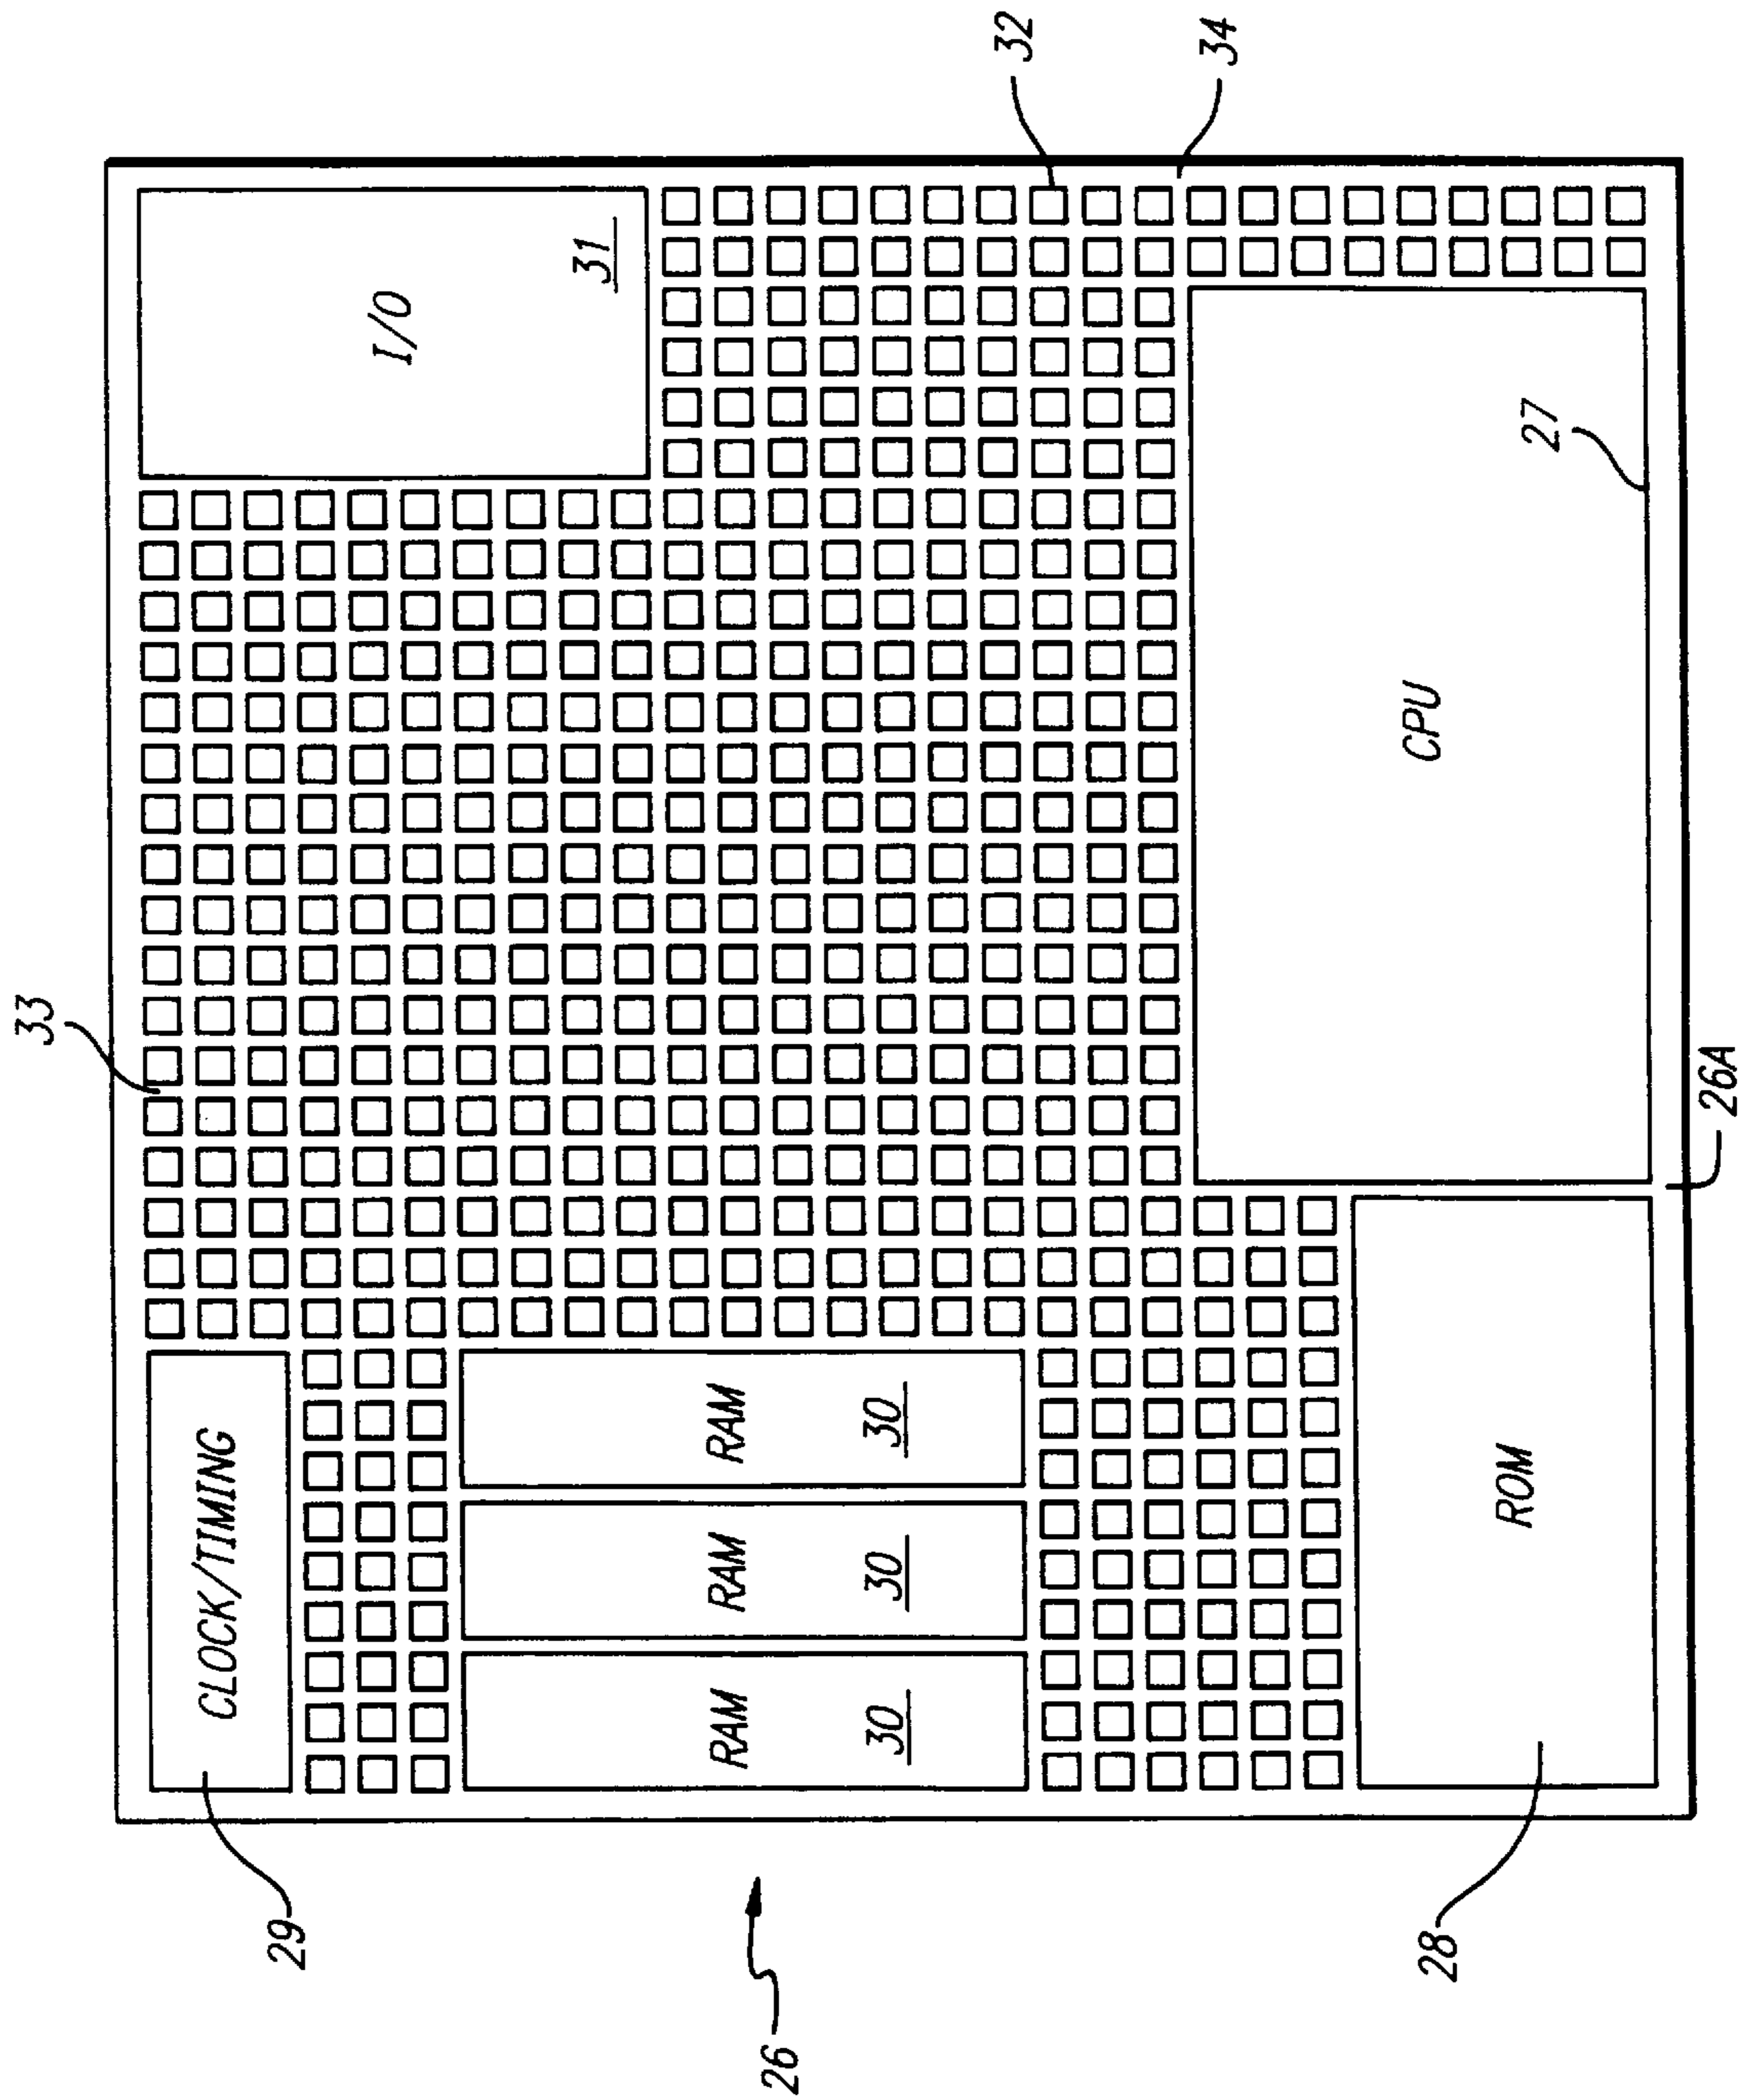 CLOCK/TIMING
29
33
I/O
31
RAM
30
RAM
30
RAM
30
26
32
34
ROM
28
CPU
27
26A